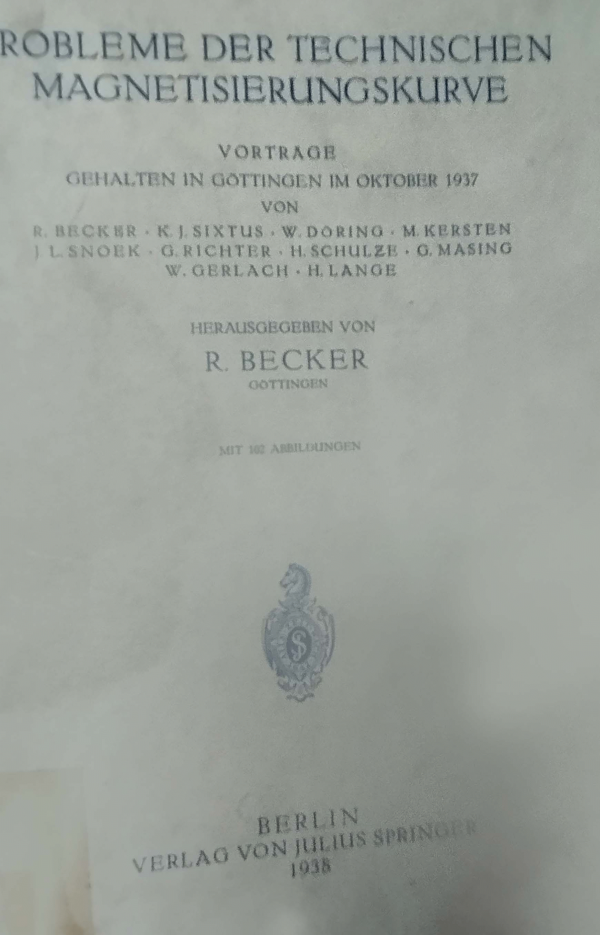 ROBLEME DER TECHNISCHEN
MAGNETISIERUNGSKURVE
VORTRÄGE
GEHALTEN IN GÖTTINGEN IM OKTOBER 1937
VON
R. BECKER · K. J. SIXTUS · W. DÖRING · M. KERSTEN
J. L. SNOEK · G. RICHTER · H. SCHULZE · G. MASING
W. GERLACH · H. LANGE
HERAUSGEGEBEN VON
R. BECKER
GÖTTINGEN
MIT 102 ABBILDUNGEN
S
BERLIN
VERLAG VON JULIUS SPRINGER
1938